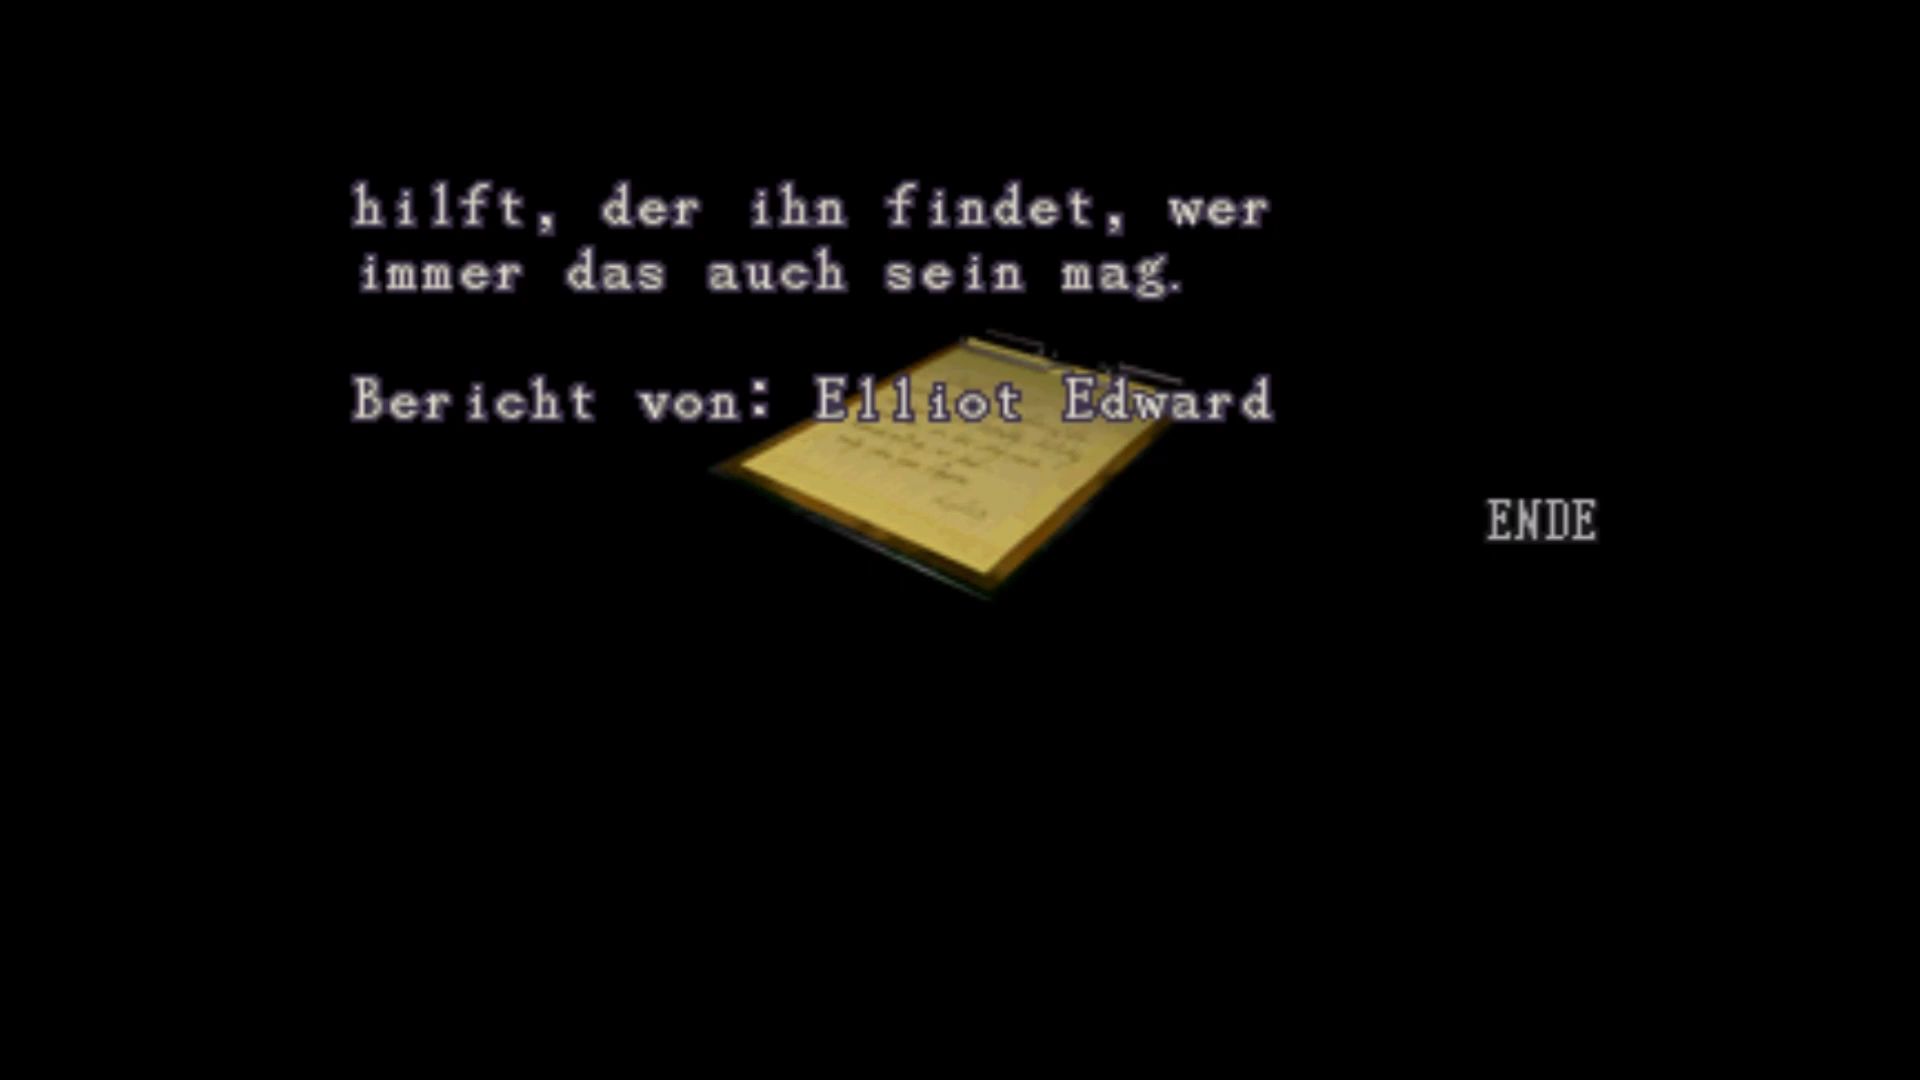 hilft, der ihn findet, wer
immer das auch sein mag.
Bericht von: Elliot Edward
ENDE